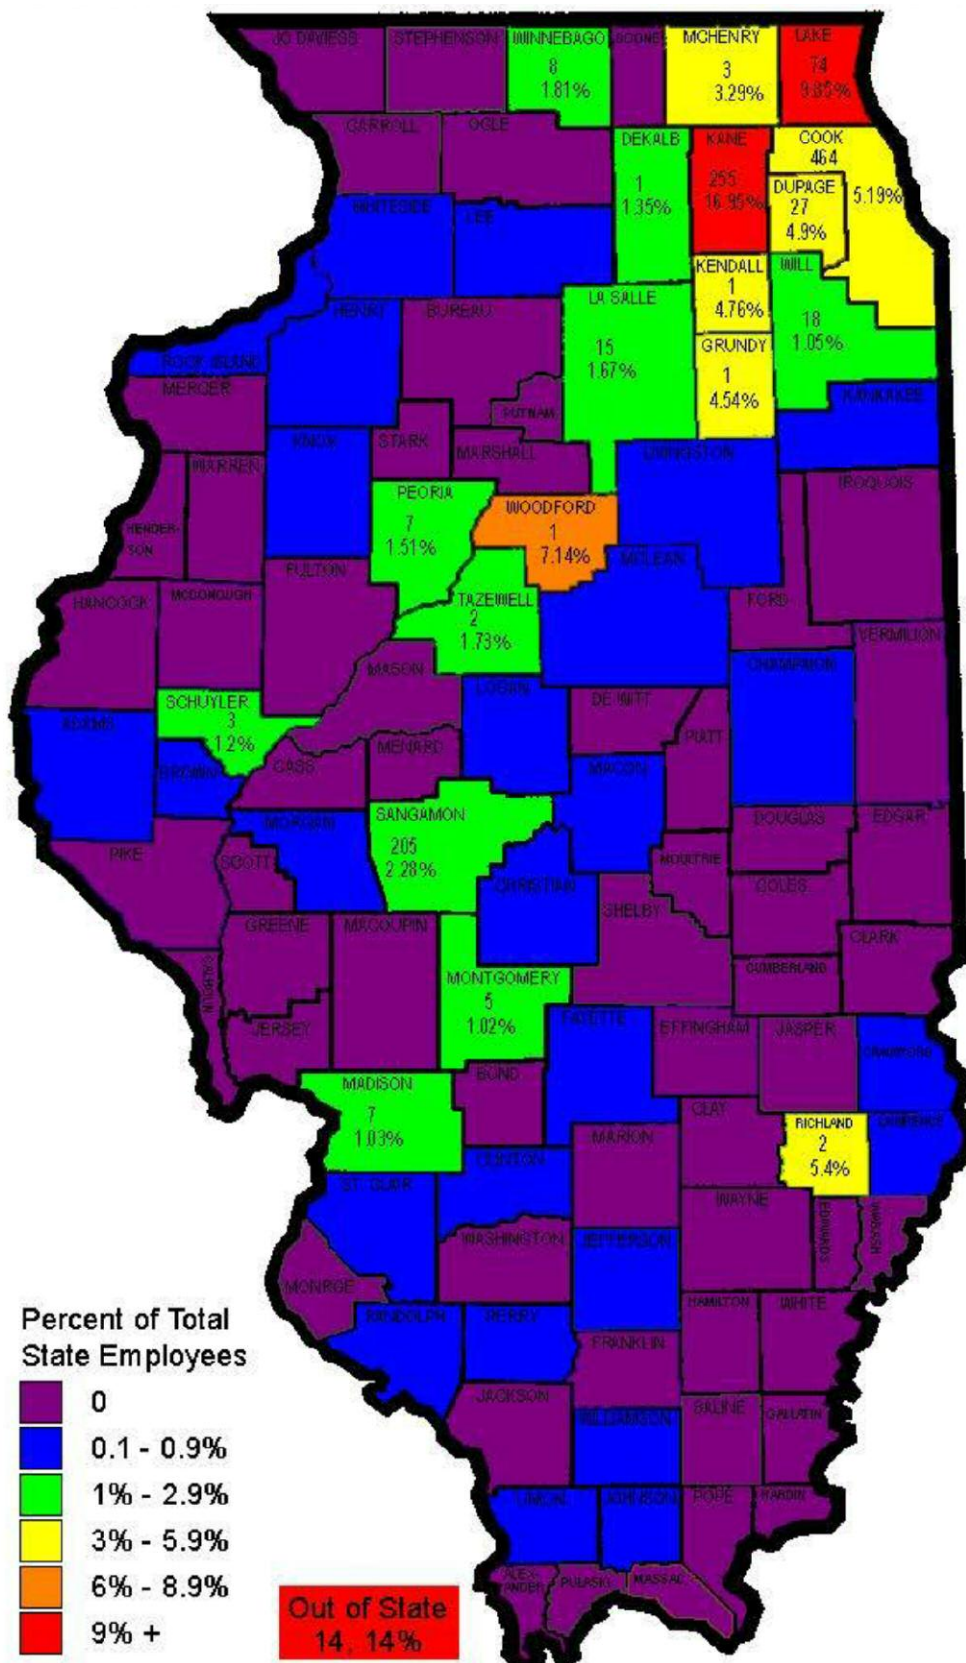 JO DAVIESS
STEPHENSON
WINNEBAGO
8
1.81%
BOONE
MCHENRY
3
3.29%
LAKE
74
9.85%
CARROLL
OGLE
DEKALB
1
1.35%
KANE
255
16.95%
COOK
464
5.19%
DUPAGE
27
4.9%
WHITESIDE
LEE
KENDALL
1
4.76%
WILL
18
1.05%
ROCK ISLAND
HENRY
BUREAU
LA SALLE
15
1.67%
GRUNDY
1
4.54%
MERCER
PUTNAM
KANKAKEE
KNOX
STARK
MARSHALL
LIVINGSTON
WARREN
HENDER-
SON
PEORIA
7
1.51%
WOODFORD
1
7.14%
IROQUOIS
MCLEAN
FULTON
HANCOCK
MCDONOUGH
TAZEWELL
2
1.73%
FORD
VERMILION
MASON
CHAMPAION
SCHUYLER
3
1.2%
LOGAN
DE WITT
ADAMS
PIATT
BROWN
CASS
MENARD
MACON
SANGAMON
205
2.28%
MORGAN
DOUGLAS
EDGAR
PIKE
SCOTT
MOULTRIE
CHRISTIAN
COLES
SHELBY
GREENE
MACOUPIN
CLARK
MONTGOMERY
5
1.02%
CUMBERLAND
CALHOUN
JERSEY
FAYETTE
EFFINGHAM
JASPER
CRAWFORD
BOND
MADISON
7
1.03%
CLAY
RICHLAND
2
5.4%
LAWRENCE
MARION
CLINTON
ST. CLAIR
WAYNE
EDWARDS
WABASH
WASHINGTON
JEFFERSON
MONROE
RANDOLPH
PERRY
HAMILTON
WHITE
FRANKLIN
JACKSON
WILLIAMSON
SALINE
GALLATIN
UNION
JOHNSON
POPE
HARDIN
ALEX-
ANDER
PULASKI
MASSAC
Percent of Total
State Employees
0
0.1 - 0.9%
1% - 2.9%
3% - 5.9%
6% - 8.9%
9% +
Out of State
14, 14%